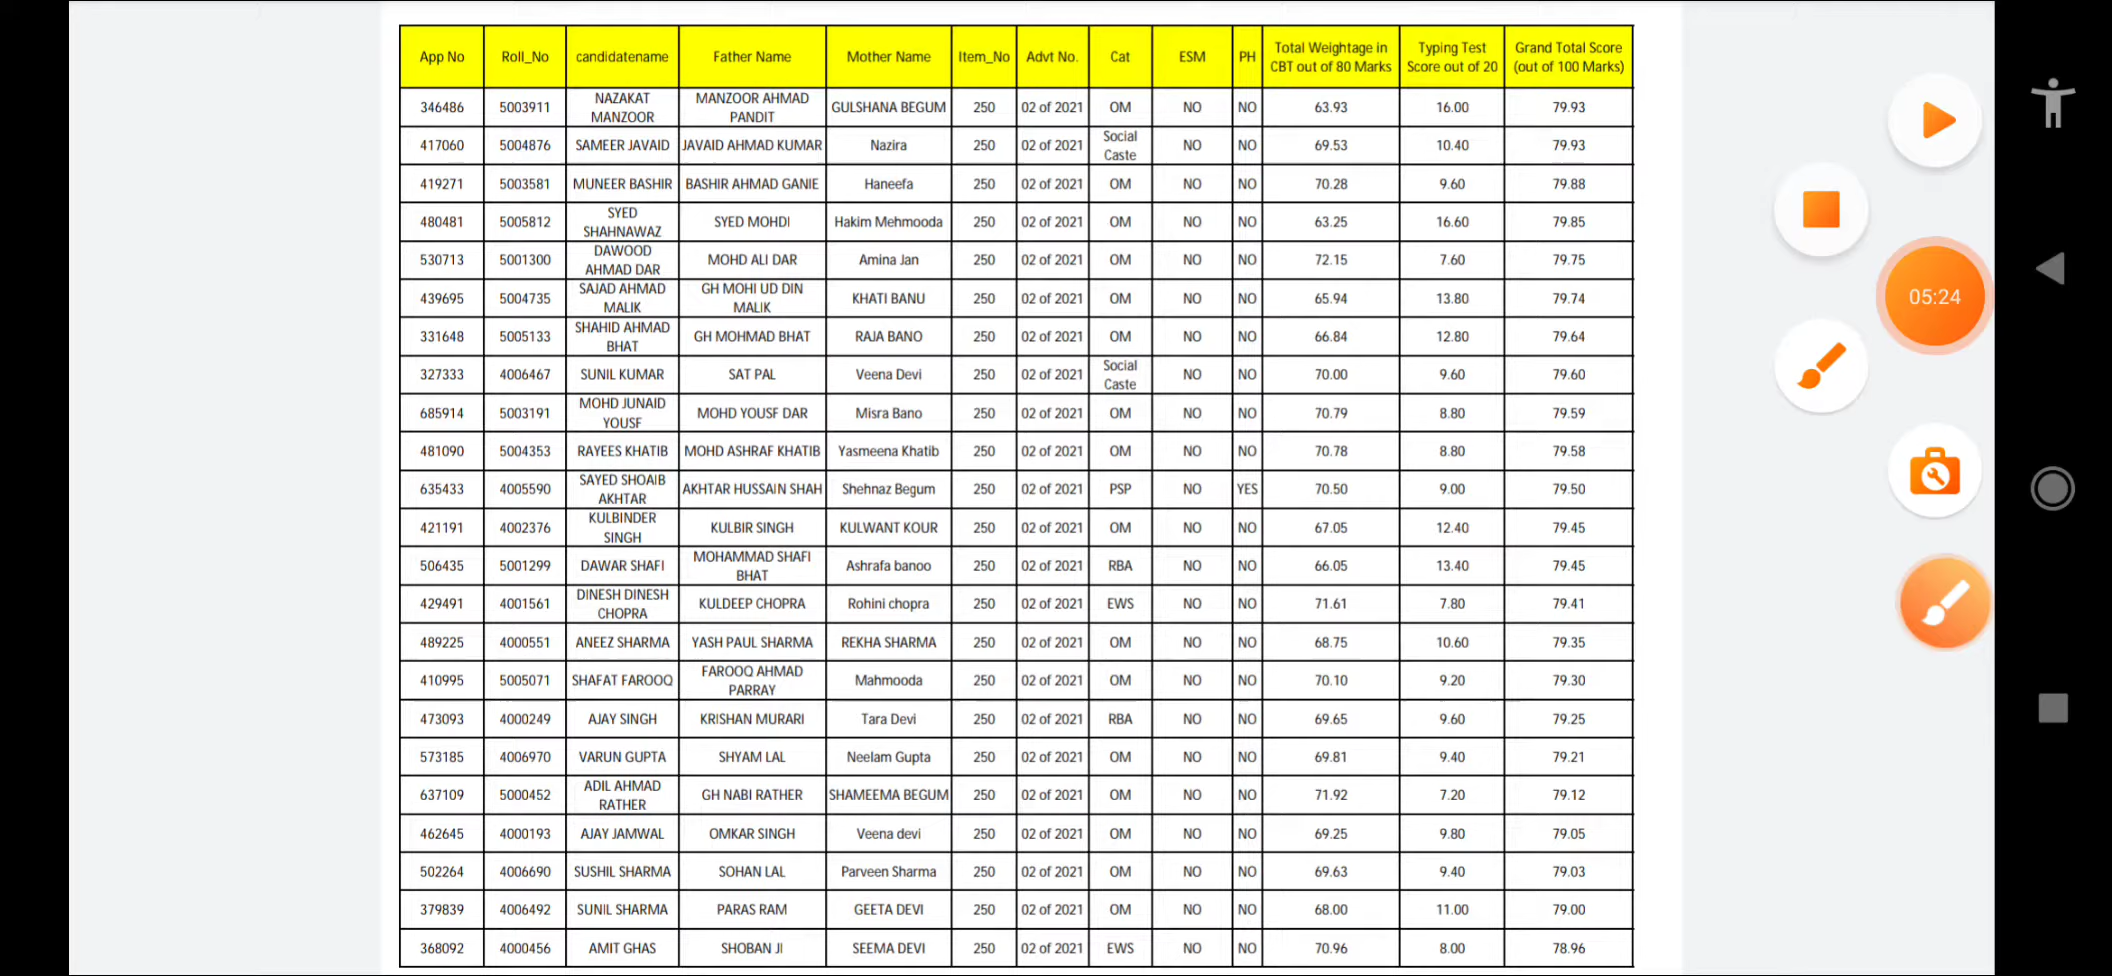 App No Roll_No candidatename Father Name Mother Name Item_No Advt No. Cat ESM PH Total Weightage in CBT out of 80 Marks Typing Test Score out of 20 Grand Total Score (out of 100 Marks)
346486 5003911 NAZAKAT MANZOOR MANZOOR AHMAD PANDIT GULSHANA BEGUM 250 02 of 2021 OM NO NO 63.93 16.00 79.93
417060 5004876 SAMEER JAVAID JAVAID AHMAD KUMAR Nazira 250 02 of 2021 Social Caste NO NO 69.53 10.40 79.93
419271 5003581 MUNEER BASHIR BASHIR AHMAD GANIE Haneefa 250 02 of 2021 OM NO NO 70.28 9.60 79.88
480481 5005812 SYED SHAHNAWAZ SYED MOHDI Hakim Mehmooda 250 02 of 2021 OM NO NO 63.25 16.60 79.85
530713 5001300 DAWOOD AHMAD DAR MOHD ALI DAR Amina Jan 250 02 of 2021 OM NO NO 72.15 7.60 79.75
439695 5004735 SAJAD AHMAD MALIK GH MOHI UD DIN MALIK KHATI BANU 250 02 of 2021 OM NO NO 65.94 13.80 79.74
331648 5005133 SHAHID AHMAD BHAT GH MOHMAD BHAT RAJA BANO 250 02 of 2021 OM NO NO 66.84 12.80 79.64
327333 4006467 SUNIL KUMAR SAT PAL Veena Devi 250 02 of 2021 Social Caste NO NO 70.00 9.60 79.60
685914 5003191 MOHD JUNAID YOUSF MOHD YOUSF DAR Misra Bano 250 02 of 2021 OM NO NO 70.79 8.80 79.59
481090 5004353 RAYEES KHATIB MOHD ASHRAF KHATIB Yasmeena Khatib 250 02 of 2021 OM NO NO 70.78 8.80 79.58
635433 4005590 SAYED SHOAIB AKHTAR AKHTAR HUSSAIN SHAH Shehnaz Begum 250 02 of 2021 PSP NO YES 70.50 9.00 79.50
421191 4002376 KULBINDER SINGH KULBIR SINGH KULWANT KOUR 250 02 of 2021 OM NO NO 67.05 12.40 79.45
506435 5001299 DAWAR SHAFI MOHAMMAD SHAFI BHAT Ashrafa banoo 250 02 of 2021 RBA NO NO 66.05 13.40 79.45
429491 4001561 DINESH DINESH CHOPRA KULDEEP CHOPRA Rohini chopra 250 02 of 2021 EWS NO NO 71.61 7.80 79.41
489225 4000551 ANEEZ SHARMA YASH PAUL SHARMA REKHA SHARMA 250 02 of 2021 OM NO NO 68.75 10.60 79.35
410995 5005071 SHAFAT FAROOQ FAROOQ AHMAD PARRAY Mahmooda 250 02 of 2021 OM NO NO 70.10 9.20 79.30
473093 4000249 AJAY SINGH KRISHAN MURARI Tara Devi 250 02 of 2021 RBA NO NO 69.65 9.60 79.25
573185 4006970 VARUN GUPTA SHYAM LAL Neelam Gupta 250 02 of 2021 OM NO NO 69.81 9.40 79.21
637109 5000452 ADIL AHMAD RATHER GH NABI RATHER SHAMEEMA BEGUM 250 02 of 2021 OM NO NO 71.92 7.20 79.12
462645 4000193 AJAY JAMWAL OMKAR SINGH Veena devi 250 02 of 2021 OM NO NO 69.25 9.80 79.05
502264 4006690 SUSHIL SHARMA SOHAN LAL Parveen Sharma 250 02 of 2021 OM NO NO 69.63 9.40 79.03
379839 4006492 SUNIL SHARMA PARAS RAM GEETA DEVI 250 02 of 2021 OM NO NO 68.00 11.00 79.00
368092 4000456 AMIT GHAS SHOBAN JI SEEMA DEVI 250 02 of 2021 EWS NO NO 70.96 8.00 78.96
05:24